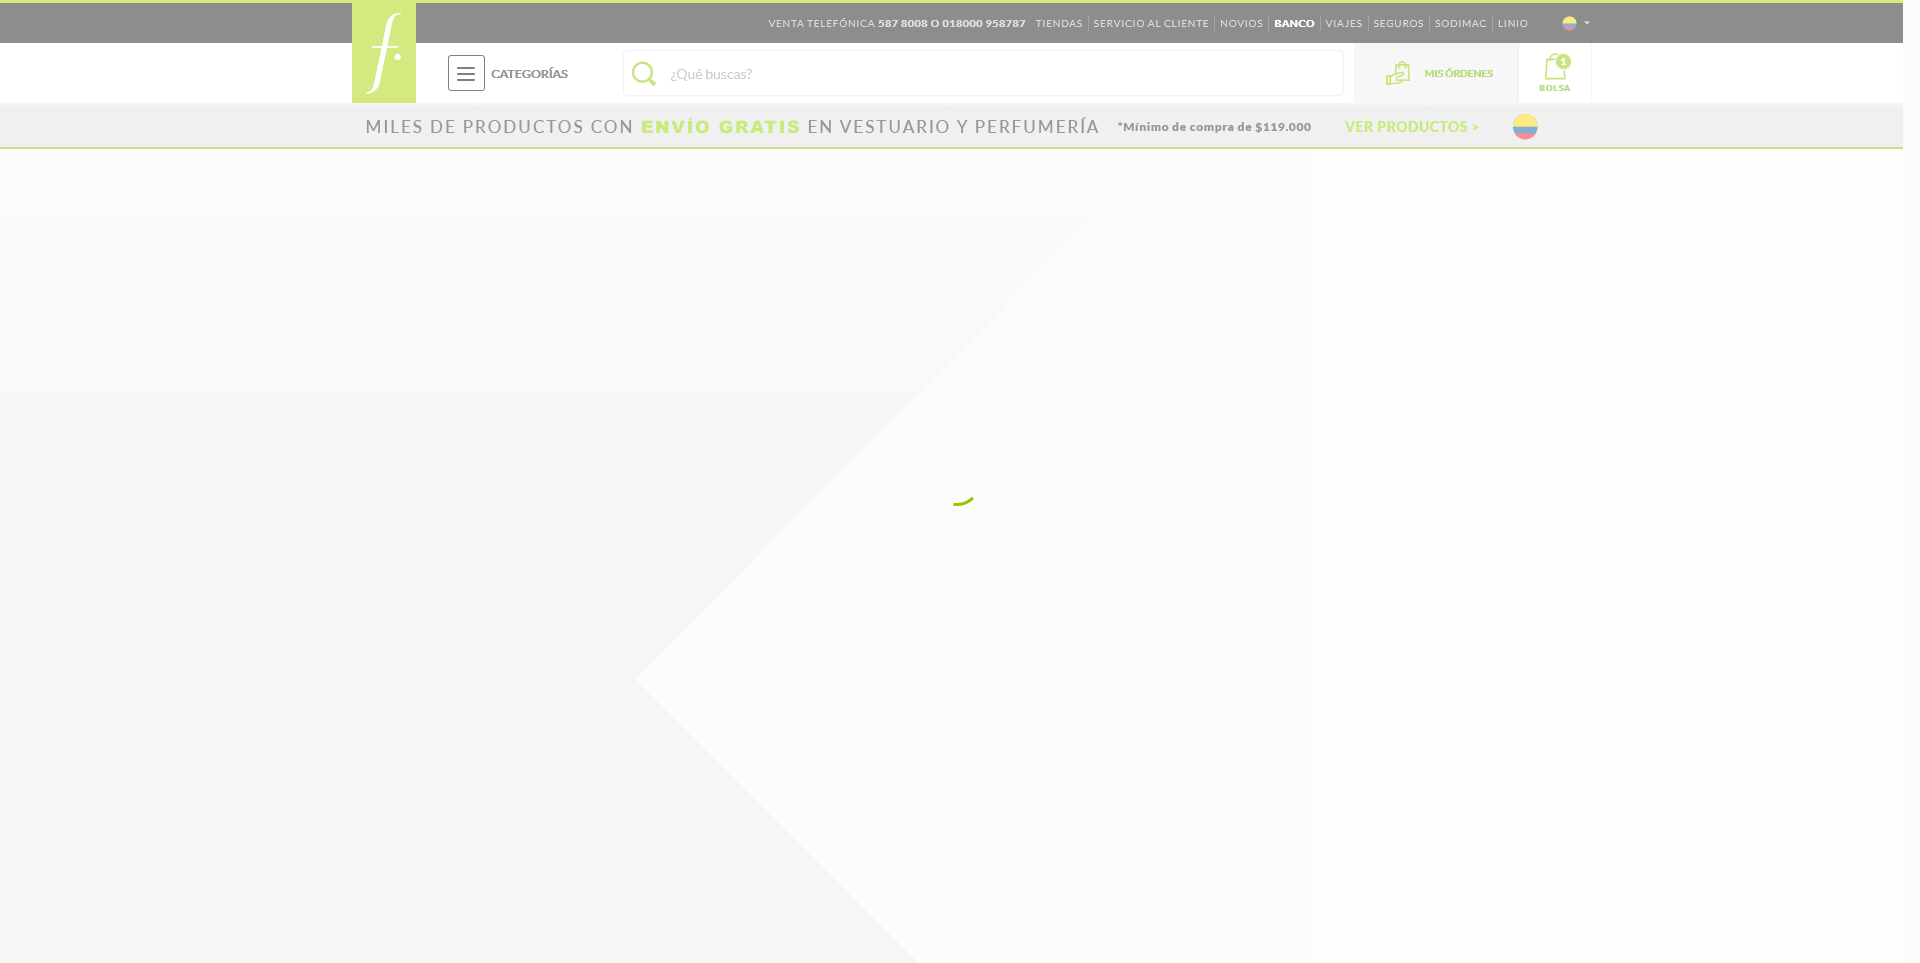 f.
VENTA TELEFÓNICA 587 8008 O 018000 958787 TIENDAS SERVICIO AL CLIENTE NOVIOS BANCO VIAJES SEGUROS SODIMAC LINIO
CATEGORÍAS
¿Qué buscas?
MIS ÓRDENES
1
BOLSA
MILES DE PRODUCTOS CON ENVÍO GRATIS EN VESTUARIO Y PERFUMERÍA *Mínimo de compra de $119.000 VER PRODUCTOS >